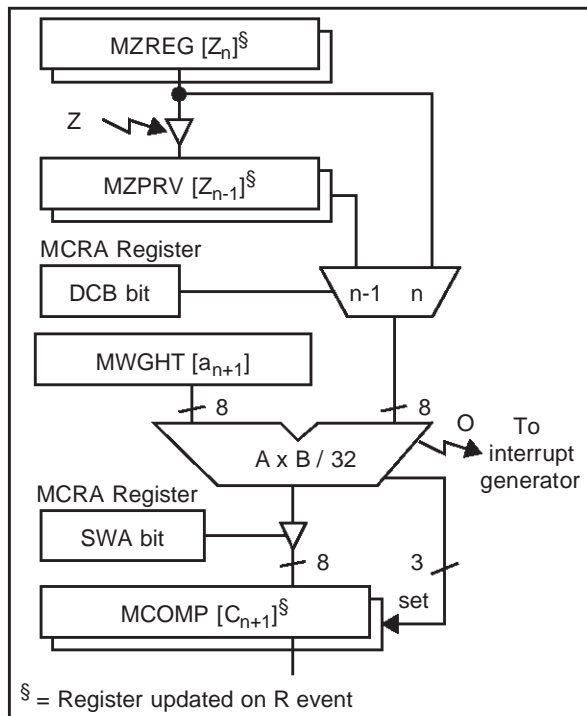 MZREG [Zn]§
Z
MZPRV [Zn-1]§
MCRA Register
DCB bit
n-1 n
MWGHT [an+1]
8
8
O
To
interrupt
generator
A x B / 32
MCRA Register
SWA bit
8
3
set
MCOMP [Cn+1]§
§ = Register updated on R event